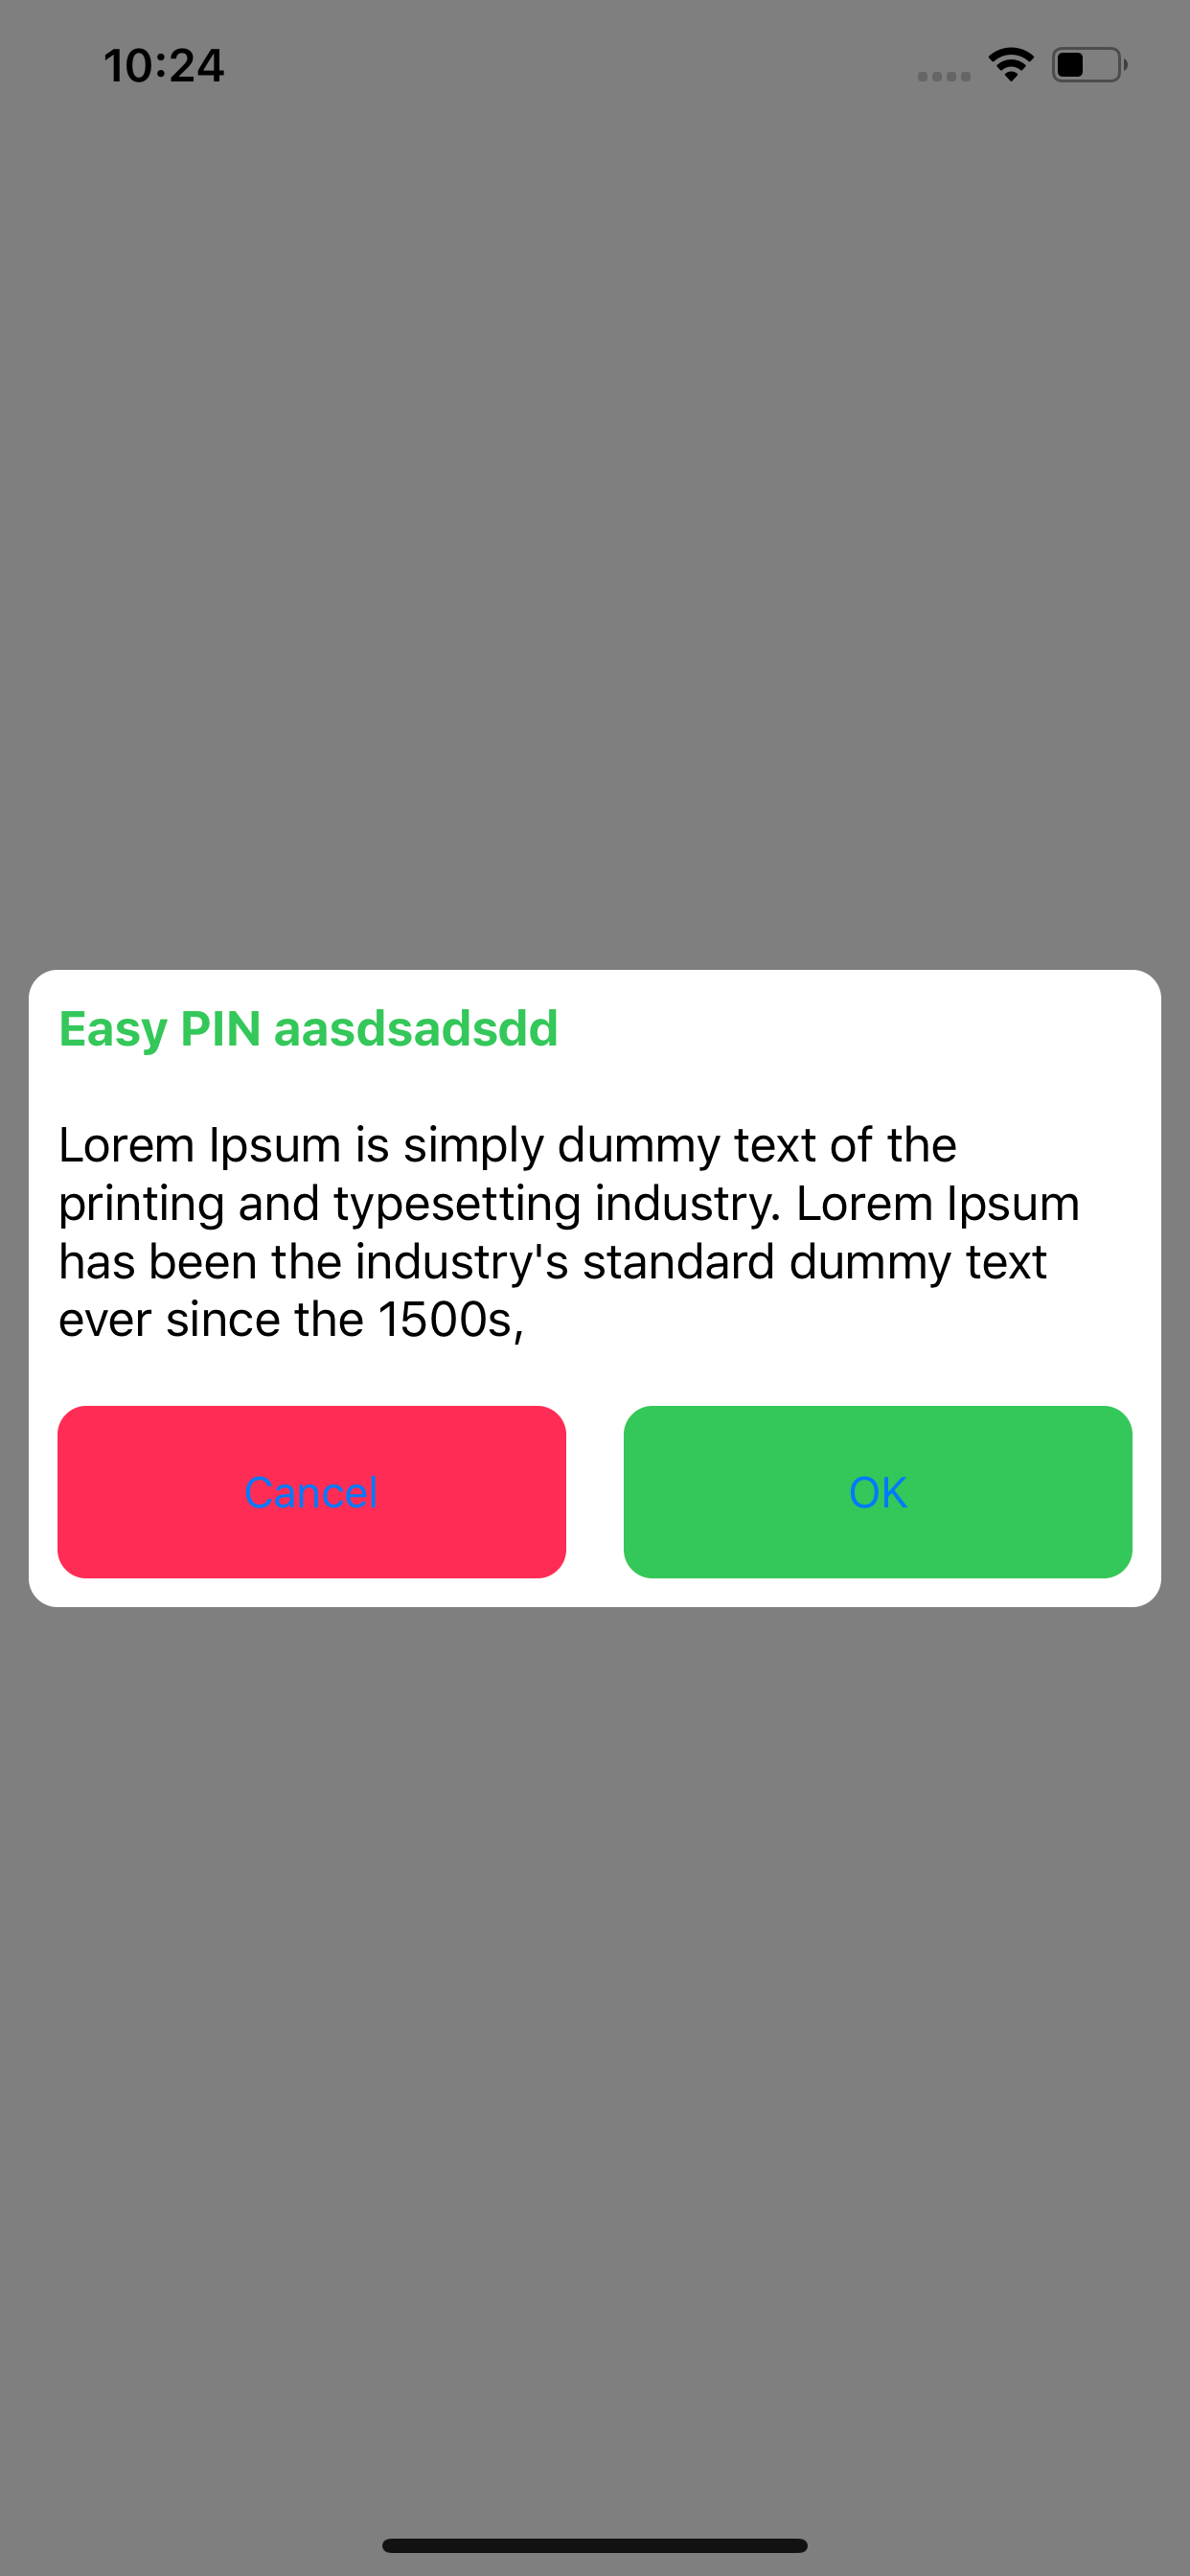 10:24
Easy PIN aasdsadsdd
Lorem Ipsum is simply dummy text of the
printing and typesetting industry. Lorem Ipsum
has been the industry's standard dummy text
ever since the 1500s,
Cancel
OK